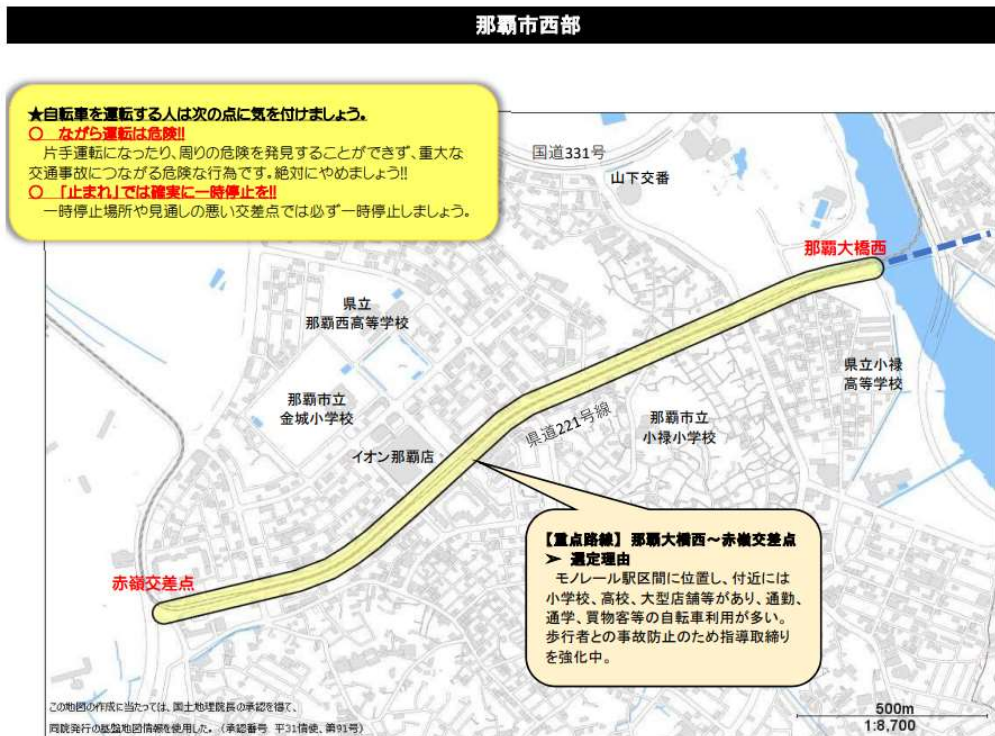 那覇市西部
★自転車を運転する人は次の点に気を付けましょう。
○ ながら運転は危険!!
片手運転になったり、周りの危険を発見することができず、重大な
交通事故につながる危険な行為です。絶対にやめましょう!!
○ 「止まれ」では確実に一時停止を!!
一時停止場所や見通しの悪い交差点では必ず一時停止しましょう。
国道331号
山下交番
那覇大橋西
県立
那覇西高等学校
県立小禄
高等学校
那覇市立
金城小学校
県道221号線
那覇市立
小禄小学校
イオン那覇店
【重点路線】 那覇大橋西～赤嶺交差点
➤ 選定理由
モノレール駅区間に位置し、付近には
小学校、高校、大型店舗等があり、通勤、
通学、買物客等の自転車利用が多い。
歩行者との事故防止のため指導取締り
を強化中。
赤嶺交差点
この地図の作成に当たっては、国土地理院長の承認を得て、
同院発行の基盤地図情報を使用した。（承認番号 平31情使、第91号）
500m
1:8,700